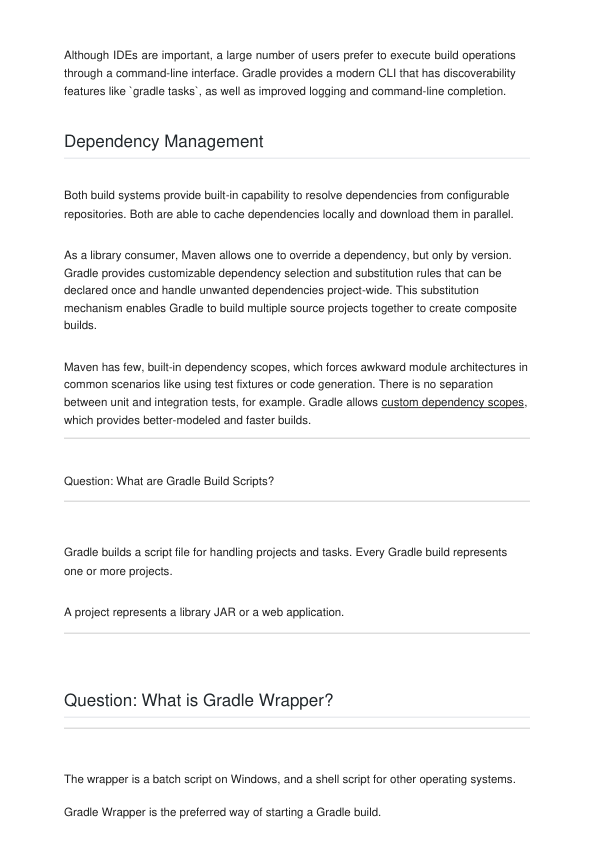 Although IDEs are important, a large number of users prefer to execute build operations
through a command-line interface. Gradle provides a modern CLI that has discoverability
features like `gradle tasks`, as well as improved logging and command-line completion.
Dependency Management
Both build systems provide built-in capability to resolve dependencies from configurable
repositories. Both are able to cache dependencies locally and download them in parallel.
As a library consumer, Maven allows one to override a dependency, but only by version.
Gradle provides customizable dependency selection and substitution rules that can be
declared once and handle unwanted dependencies project-wide. This substitution
mechanism enables Gradle to build multiple source projects together to create composite
builds.
Maven has few, built-in dependency scopes, which forces awkward module architectures in
common scenarios like using test fixtures or code generation. There is no separation
between unit and integration tests, for example. Gradle allows custom dependency scopes,
which provides better-modeled and faster builds.
Question: What are Gradle Build Scripts?
Gradle builds a script file for handling projects and tasks. Every Gradle build represents
one or more projects.
A project represents a library JAR or a web application.
Question: What is Gradle Wrapper?
The wrapper is a batch script on Windows, and a shell script for other operating systems.
Gradle Wrapper is the preferred way of starting a Gradle build.